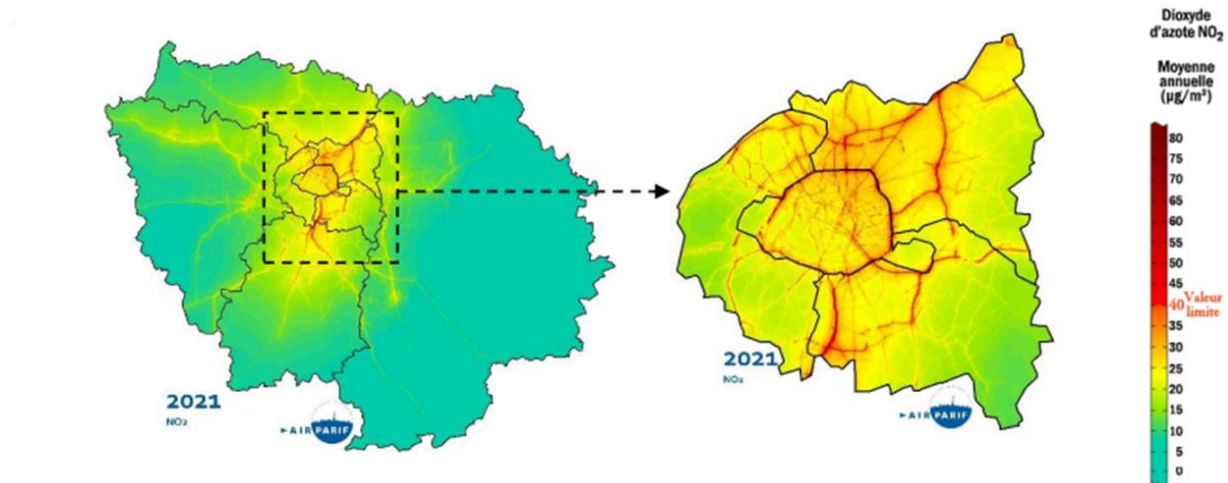 2021
NO₂
AIRPARIF
2021
NO₂
AIRPARIF
Dioxyde
d'azote NO₂
Moyenne
annuelle
(µg/m³)
80
75
70
65
60
55
50
45
40 Valeur
limite
35
30
25
20
15
10
5
0